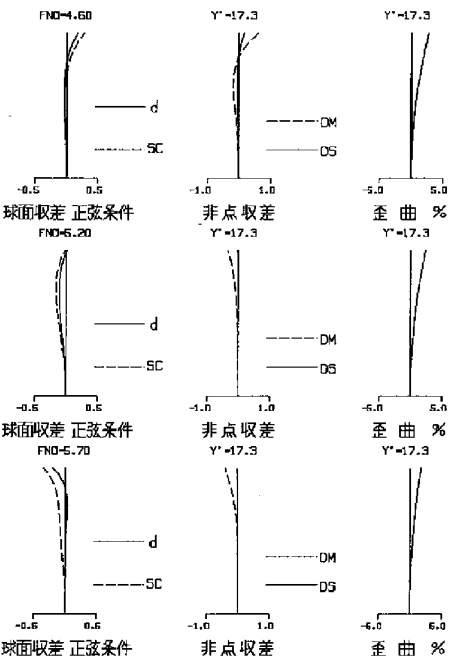 FNO=4.60 Y'=17.3 Y'=17.3
d
SC
DM
DS
-0.5 0.5 -1.0 1.0 -5.0 5.0
球面収差 正弦条件 非点収差 歪曲 %
FNO=5.20 Y'=17.3 Y'=17.3
d
SC
DM
DS
-0.5 0.5 -1.0 1.0 -5.0 5.0
球面収差 正弦条件 非点収差 歪曲 %
FNO=5.70 Y'=17.3 Y'=17.3
d
SC
DM
DS
-0.5 0.5 -1.0 1.0 -5.0 5.0
球面収差 正弦条件 非点収差 歪曲 %